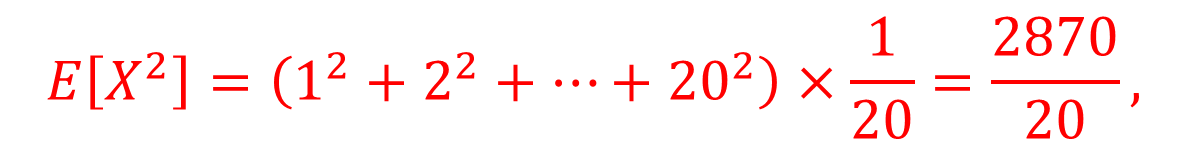 E[X²] = (1² + 2² + ⋯ + 20²) × 1/20 = 2870/20,